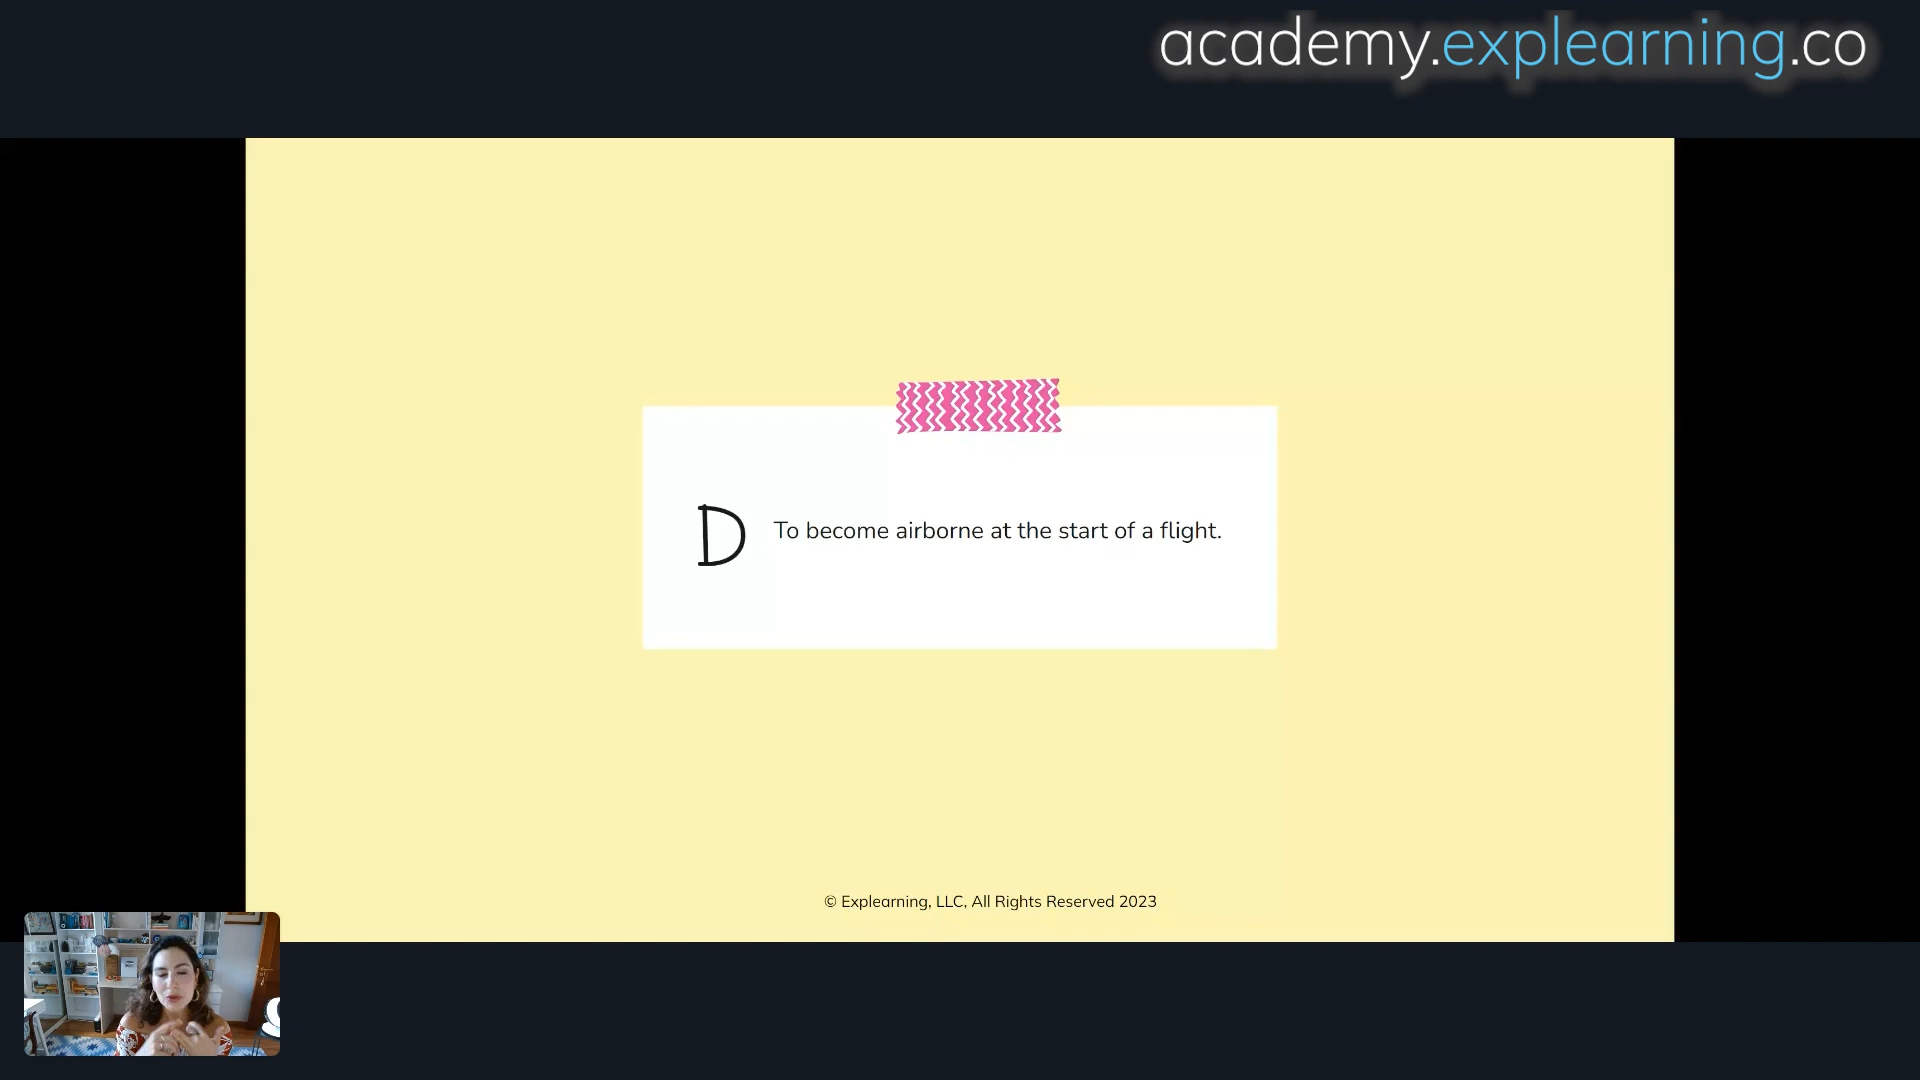 academy.explearning.co
D To become airborne at the start of a flight.
© Explearning, LLC, All Rights Reserved 2023